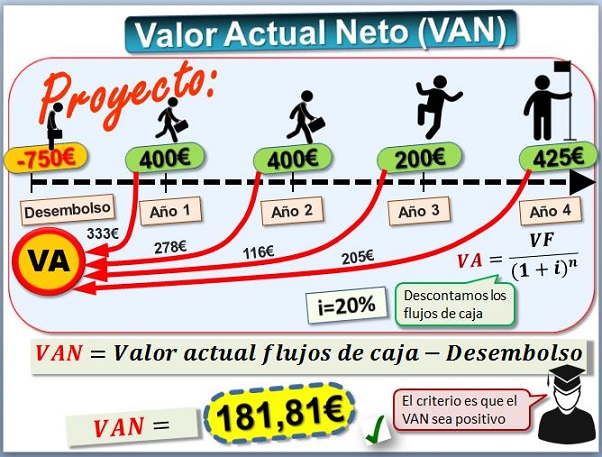 Valor Actual Neto (VAN)
Proyecto:
-750€ 400€ 400€ 200€ 425€
Desembolso Año 1 Año 2 Año 3 Año 4
333€ 278€ 116€ 205€
VA
VA = VF / (1 + i)^n
i=20%
Descontamos los
flujos de caja
VAN = Valor actual flujos de caja − Desembolso
VAN = 181,81€
El criterio es que el
VAN sea positivo